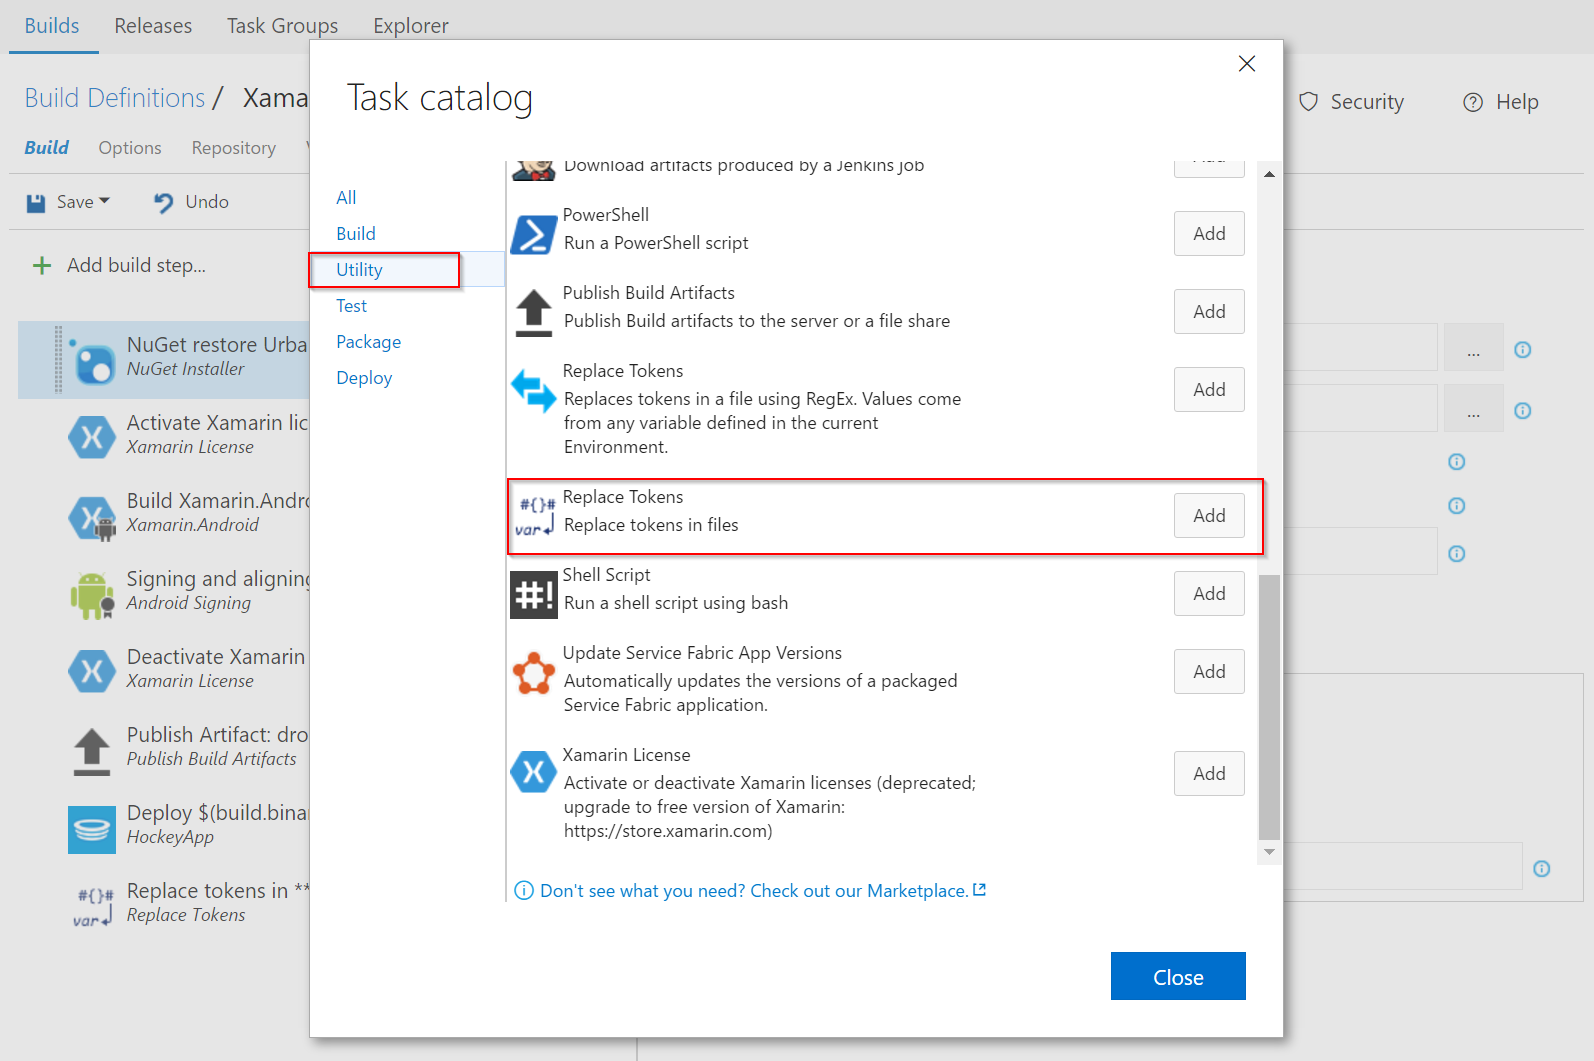 Builds Releases Task Groups Explorer
Build Definitions / Xama
Security Help
Build Options Repository
Save Undo
Add build step...
NuGet restore Urba
NuGet Installer
Activate Xamarin lic
Xamarin License
Build Xamarin.Andro
Xamarin.Android
Signing and aligning
Android Signing
Deactivate Xamarin
Xamarin License
Publish Artifact: dro
Publish Build Artifacts
Deploy $(build.bina
HockeyApp
#{}#
var
Replace tokens in **
Replace Tokens
Task catalog
All
Build
Utility
Test
Package
Deploy
Download artifacts produced by a Jenkins job
Add
PowerShell
Run a PowerShell script
Add
Publish Build Artifacts
Publish Build artifacts to the server or a file share
Add
Replace Tokens
Replaces tokens in a file using RegEx. Values come
from any variable defined in the current
Environment.
Add
#{}#
var
Replace Tokens
Replace tokens in files
Add
#!
Shell Script
Run a shell script using bash
Add
Update Service Fabric App Versions
Automatically updates the versions of a packaged
Service Fabric application.
Add
Xamarin License
Activate or deactivate Xamarin licenses (deprecated;
upgrade to free version of Xamarin:
https://store.xamarin.com)
Add
Don't see what you need? Check out our Marketplace.
Close
...
...